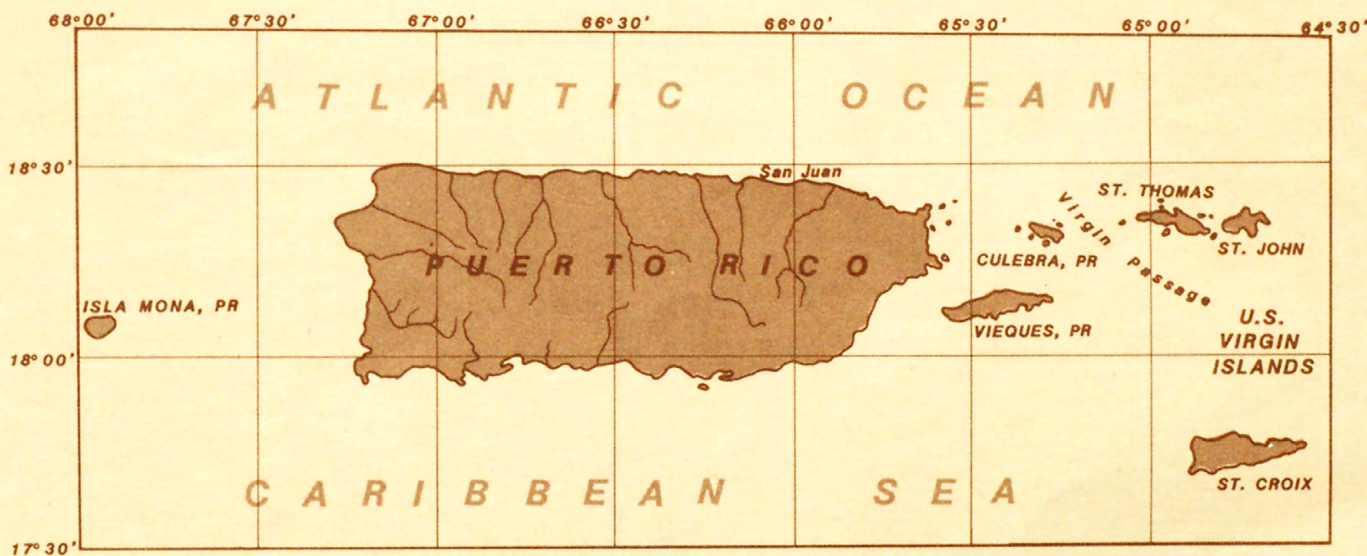 68°00' 67°30' 67°00' 66°30' 66°00' 65°30' 65°00' 64°30'
ATLANTIC OCEAN
18°30'
San Juan
ST. THOMAS
Virgin Passage
ST. JOHN
CULEBRA, PR
PUERTO RICO
ISLA MONA, PR
VIEQUES, PR
U.S.
VIRGIN
ISLANDS
18°00'
CARIBBEAN SEA
ST. CROIX
17°30'